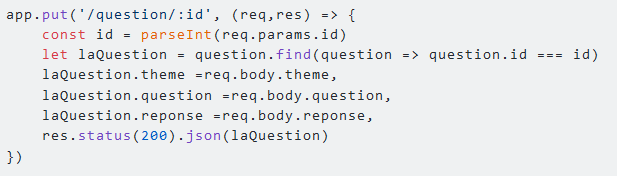 app.put('/question/:id', (req,res) => {
    const id = parseInt(req.params.id)
    let laQuestion = question.find(question => question.id === id)
    laQuestion.theme =req.body.theme,
    laQuestion.question =req.body.question,
    laQuestion.reponse =req.body.reponse,
    res.status(200).json(laQuestion)
})